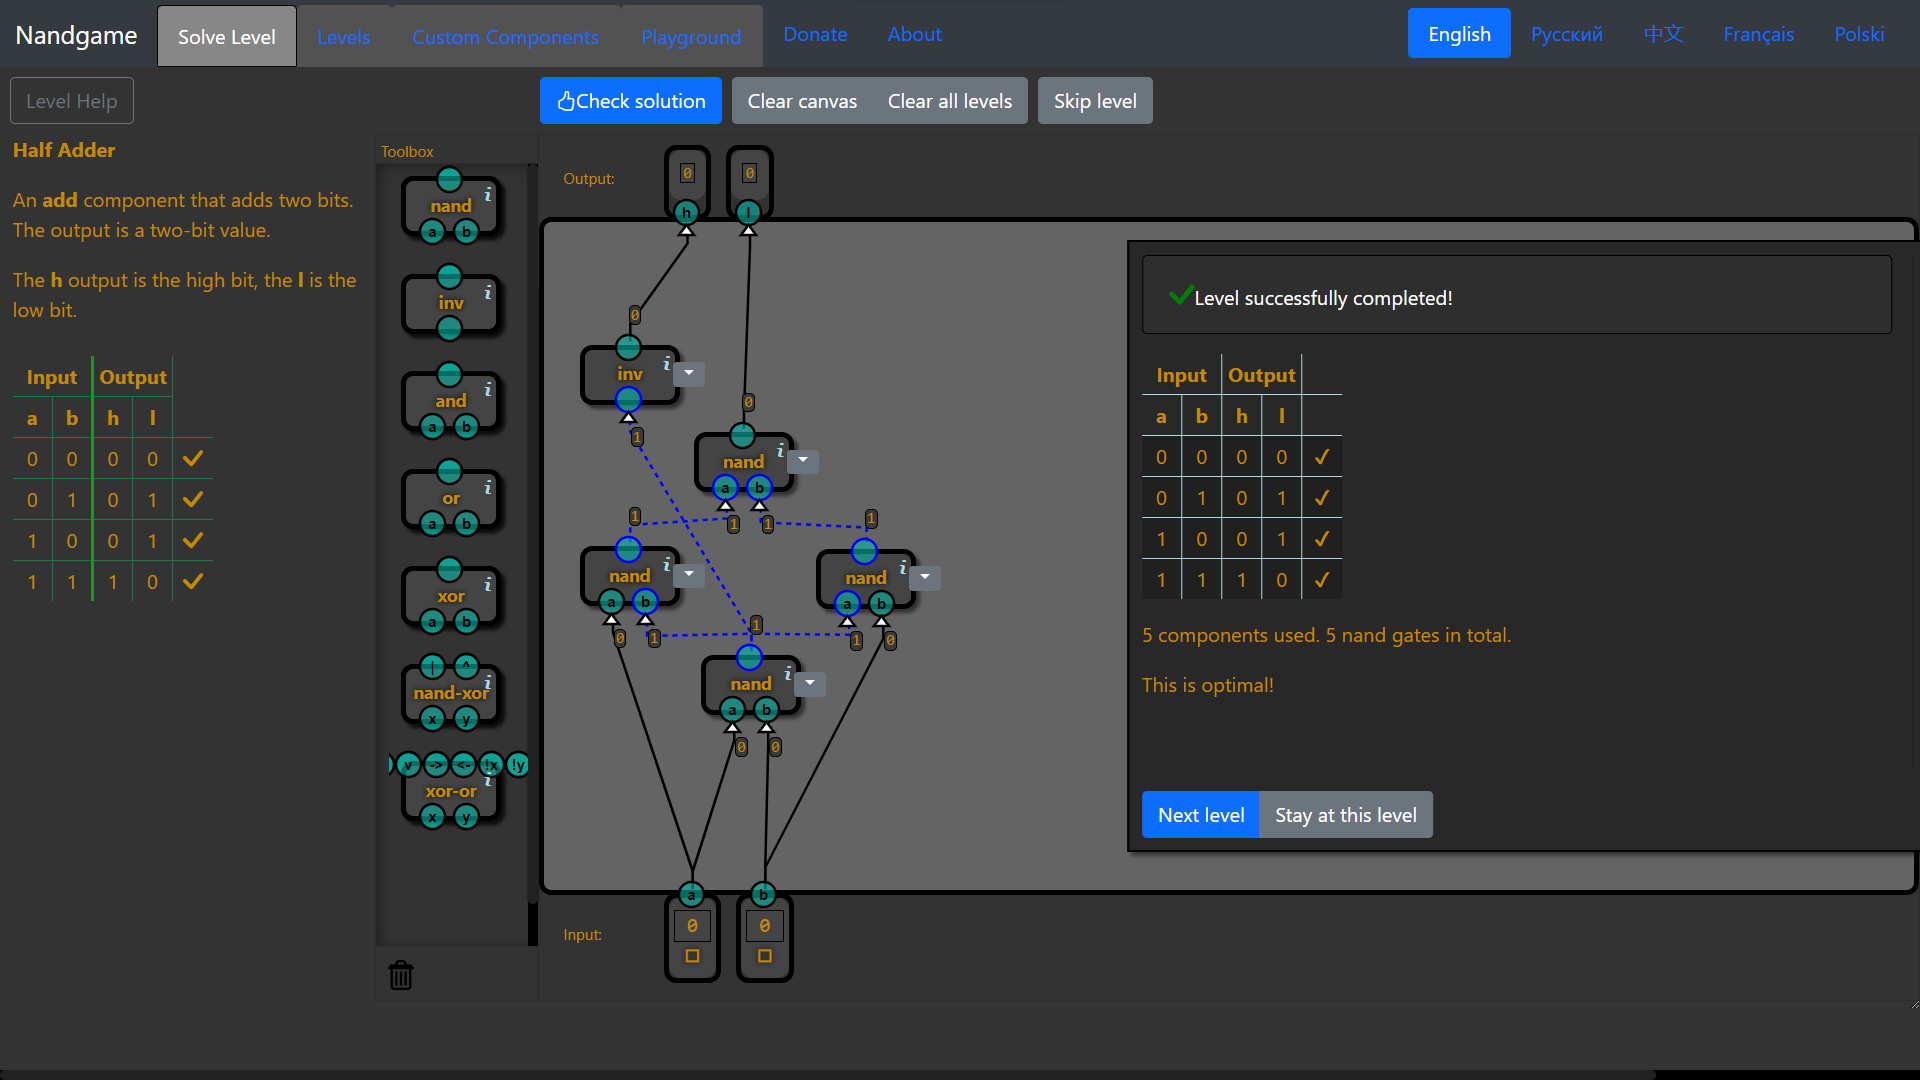 Nandgame
Solve Level
Levels
Custom Components
Playground
Donate
About
English
Русский
中文
Français
Polski
Level Help
Check solution
Clear canvas
Clear all levels
Skip level
Half Adder
An add component that adds two bits.
The output is a two-bit value.
The h output is the high bit, the l is the
low bit.
Input Output
a b h l
0 0 0 0
0 1 0 1
1 0 0 1
1 1 1 0
Toolbox
nand
i
a b
inv
i
and
i
a b
or
i
a b
xor
i
a b
| ^
nand-xor
i
x y
v -> <- !x !y
xor-or
i
x y
Output:
0 0
h l
0
inv
i
1
0
nand
i
a b
1 1
1 1
nand
i
a b
0 1
nand
i
a b
1 0
1
nand
i
a b
0 0
a b
Input:
0 0
Level successfully completed!
Input Output
a b h l
0 0 0 0
0 1 0 1
1 0 0 1
1 1 1 0
5 components used. 5 nand gates in total.
This is optimal!
Next level
Stay at this level